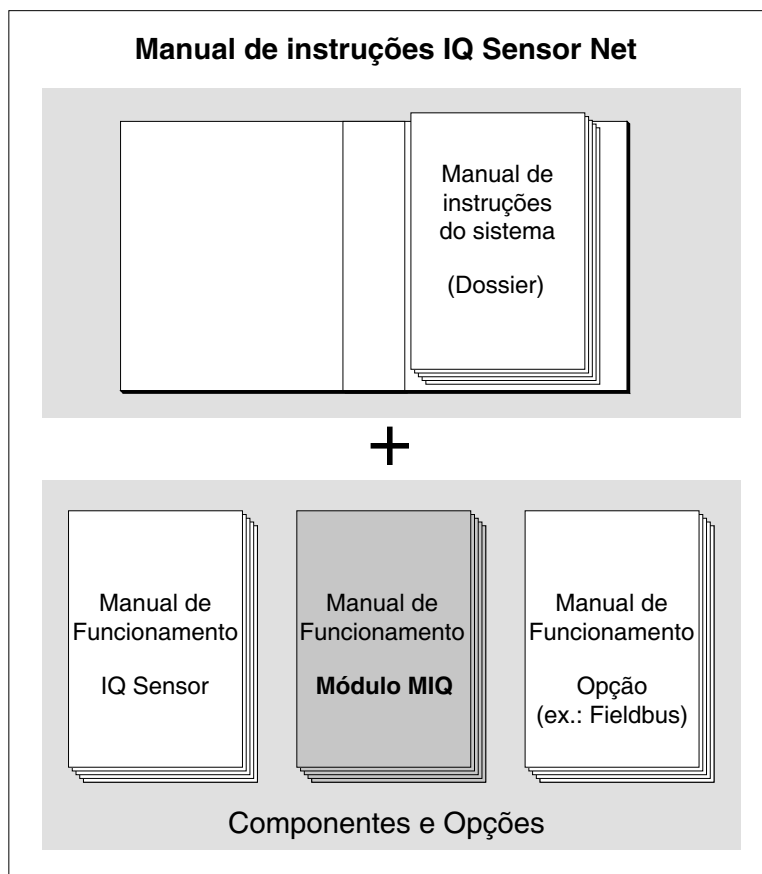 Manual de instruções IQ Sensor Net
Manual de
instruções
do sistema
(Dossier)
+
Manual de
Funcionamento
IQ Sensor
Manual de
Funcionamento
Módulo MIQ
Manual de
Funcionamento
Opção
(ex.: Fieldbus)
Componentes e Opções